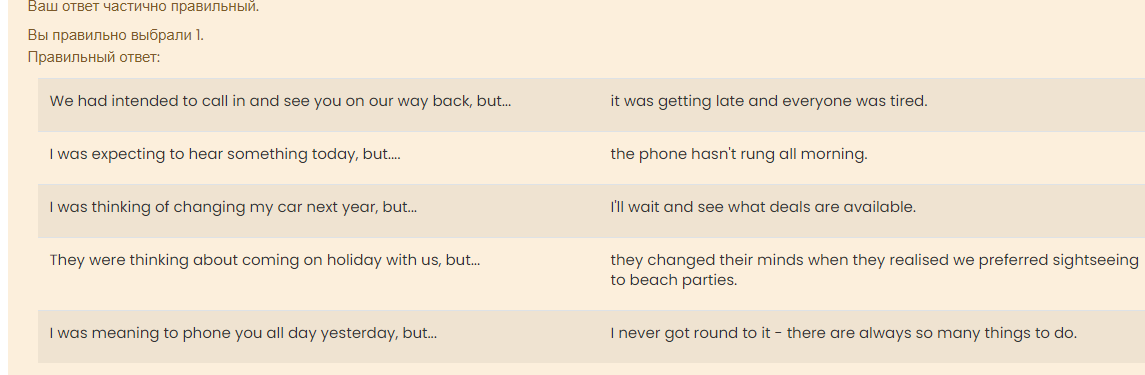 Ваш ответ частично правильный.
Вы правильно выбрали 1.
Правильный ответ:
We had intended to call in and see you on our way back, but...
it was getting late and everyone was tired.
I was expecting to hear something today, but....
the phone hasn't rung all morning.
I was thinking of changing my car next year, but...
I'll wait and see what deals are available.
They were thinking about coming on holiday with us, but...
they changed their minds when they realised we preferred sightseeing
to beach parties.
I was meaning to phone you all day yesterday, but...
I never got round to it - there are always so many things to do.